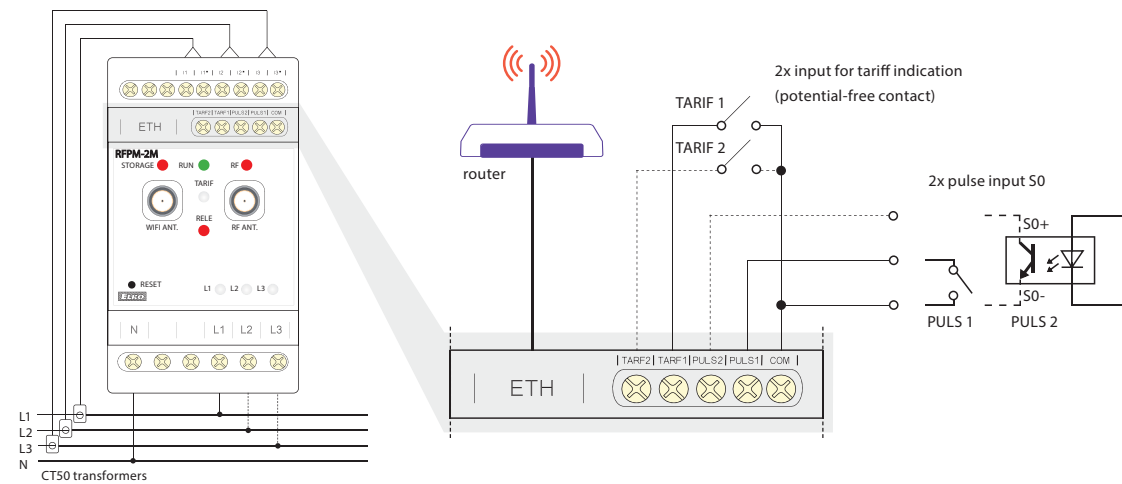 I1 I1* I2 I2* I3 I3*
TARF2 TARF1 PULS2 PULS1 COM
ETH
RFPM-2M
STORAGE RUN RF
TARIF
WIFI ANT. RELE RF ANT.
RESET L1 L2 L3
ELKO
N L1 L2 L3
L1
L2
L3
N
CT50 transformers
router
2x input for tariff indication
(potential-free contact)
TARIF 1
TARIF 2
2x pulse input S0
S0+
S0-
PULS 1 PULS 2
TARF2 TARF1 PULS2 PULS1 COM
ETH